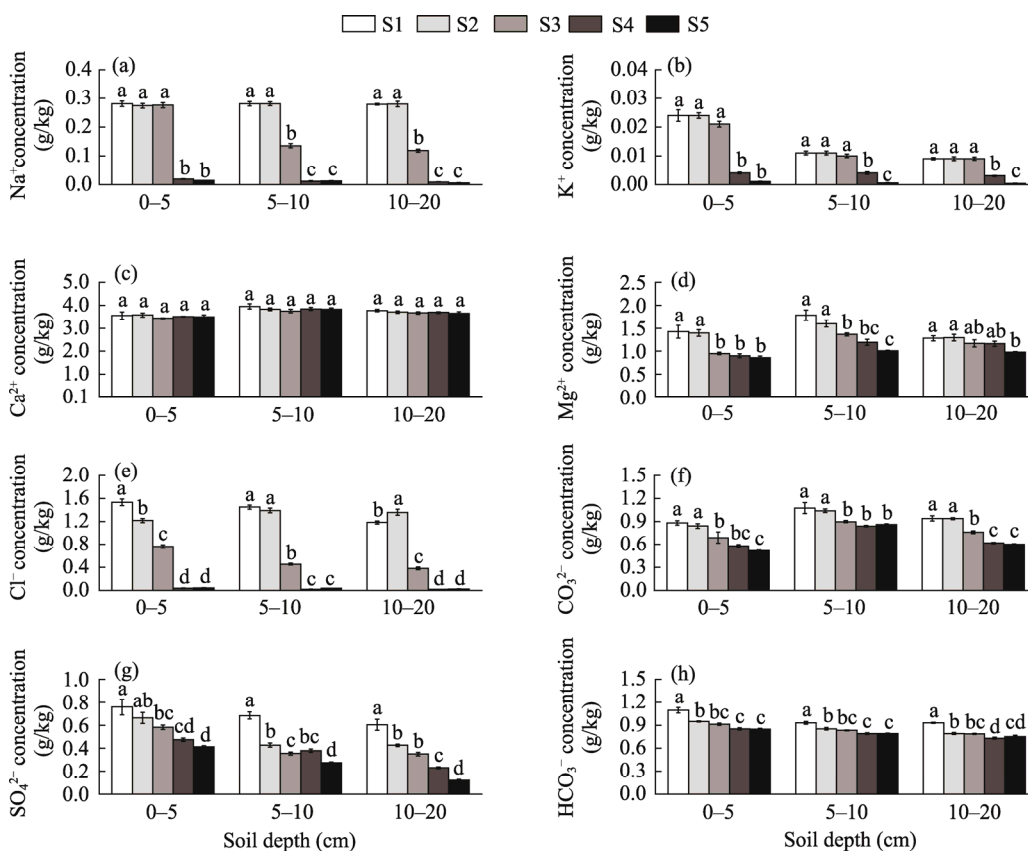 S1 S2 S3 S4 S5
(a)
Na⁺ concentration
(g/kg)
0.4
0.3
0.2
0.1
0.0
a a a b b
a a b c c
a a b c c
0–5 5–10 10–20
(b)
K⁺ concentration
(g/kg)
0.04
0.03
0.02
0.01
0.00
a a a b b
a a a b c
a a a b c
0–5 5–10 10–20
(c)
Ca²⁺ concentration
(g/kg)
5.0
4.0
3.0
2.0
1.0
0.1
a a a a a
a a a a a
a a a a a
0–5 5–10 10–20
(d)
Mg²⁺ concentration
(g/kg)
2.5
2.0
1.5
1.0
0.5
0.0
a a b b b
a a b bc c
a a ab ab b
0–5 5–10 10–20
(e)
Cl⁻ concentration
(g/kg)
2.0
1.6
1.2
0.8
0.4
0.0
a b c d d
a a b c c
b a c d d
0–5 5–10 10–20
(f)
CO₃²⁻ concentration
(g/kg)
1.5
1.2
0.9
0.6
0.3
0.0
a a b bc c
a a b b b
a a b c c
0–5 5–10 10–20
(g)
SO₄²⁻ concentration
(g/kg)
1.0
0.8
0.6
0.4
0.2
0.0
a ab bc cd d
a b c bc d
a b b c d
0–5 5–10 10–20
Soil depth (cm)
(h)
HCO₃⁻ concentration
(g/kg)
1.5
1.2
0.9
0.6
0.3
0.0
a b b c c
a b bc c c
a b bc d cd
0–5 5–10 10–20
Soil depth (cm)